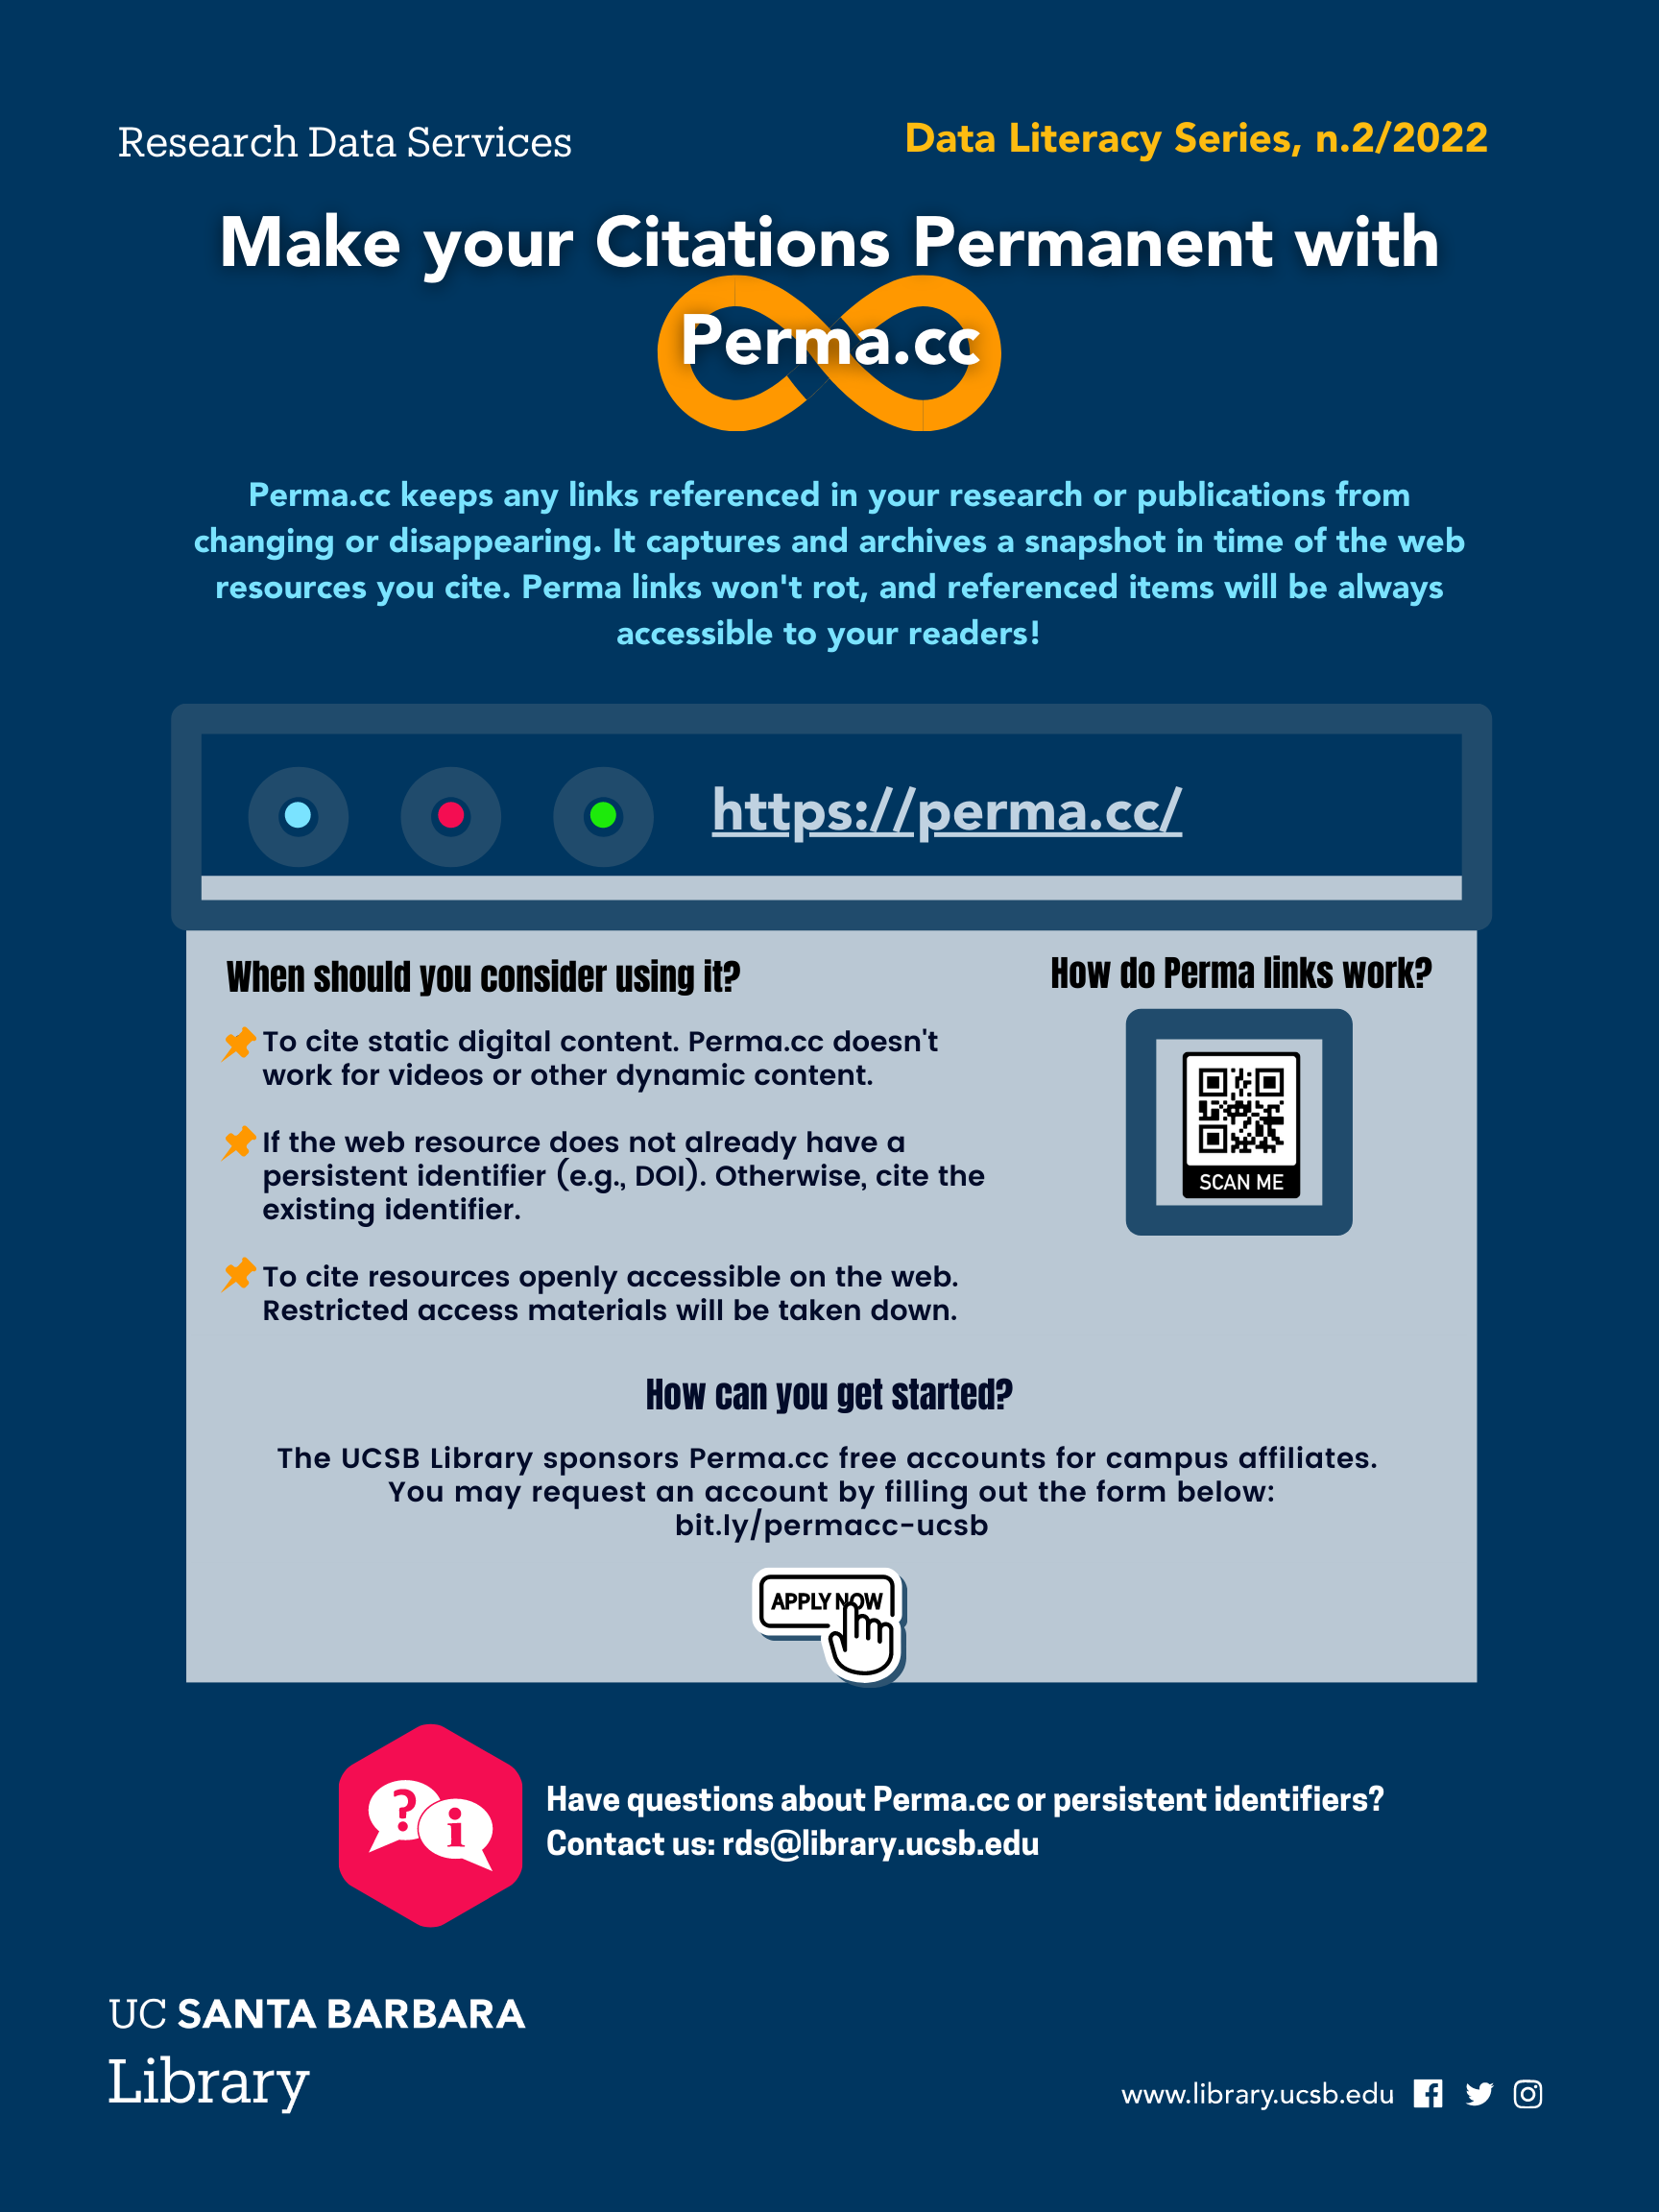 Research Data Services
Data Literacy Series, n.2/2022
Make your Citations Permanent with
Perma.cc
Perma.cc keeps any links referenced in your research or publications from
changing or disappearing. It captures and archives a snapshot in time of the web
resources you cite. Perma links won't rot, and referenced items will be always
accessible to your readers!
https://perma.cc/
When should you consider using it?
To cite static digital content. Perma.cc doesn't
work for videos or other dynamic content.
If the web resource does not already have a
persistent identifier (e.g., DOI). Otherwise, cite the
existing identifier.
To cite resources openly accessible on the web.
Restricted access materials will be taken down.
How do Perma links work?
SCAN ME
How can you get started?
The UCSB Library sponsors Perma.cc free accounts for campus affiliates.
You may request an account by filling out the form below:
bit.ly/permacc-ucsb
APPLY NOW
? i
Have questions about Perma.cc or persistent identifiers?
Contact us: rds@library.ucsb.edu
UC SANTA BARBARA
Library
www.library.ucsb.edu